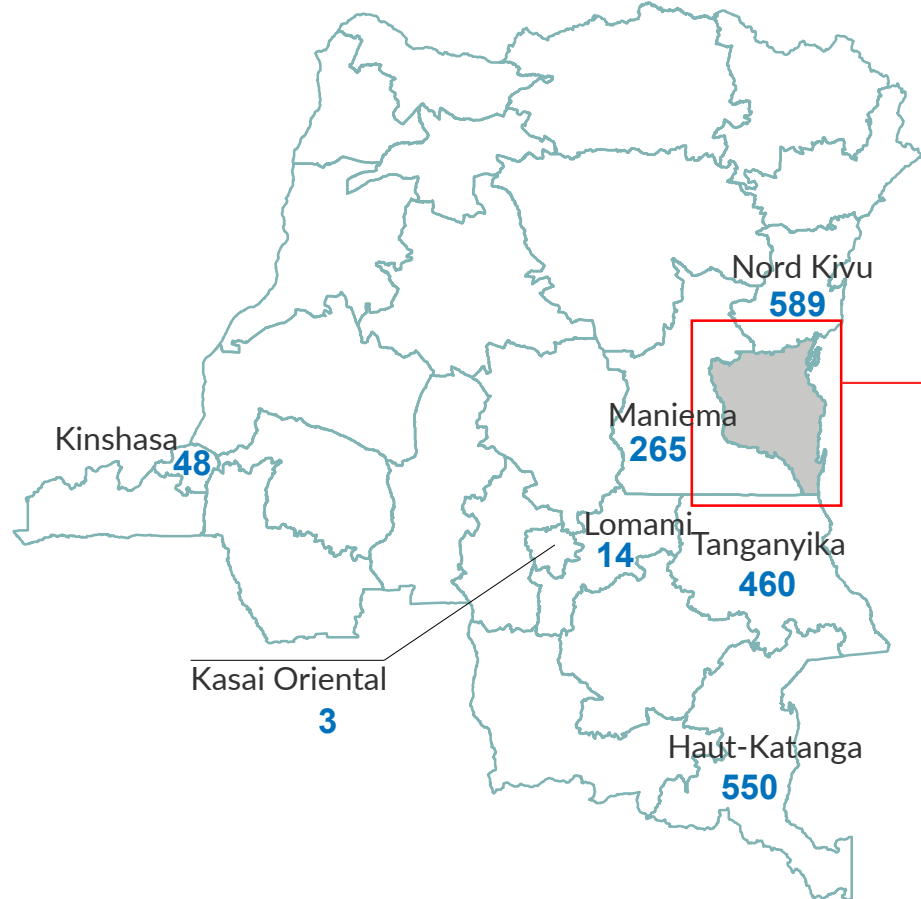 Nord Kivu
589
Maniema
265
Kinshasa
48
Lomami
14
Tanganyika
460
Kasai Oriental
3
Haut-Katanga
550